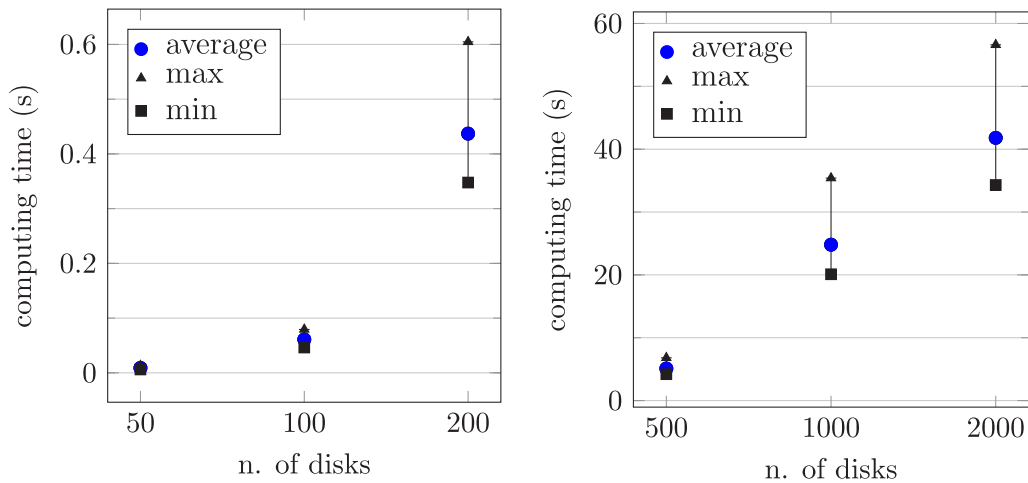 computing time (s)
0.6
0.4
0.2
0
average
max
min
50
100
200
n. of disks
computing time (s)
60
40
20
0
average
max
min
500
1000
2000
n. of disks